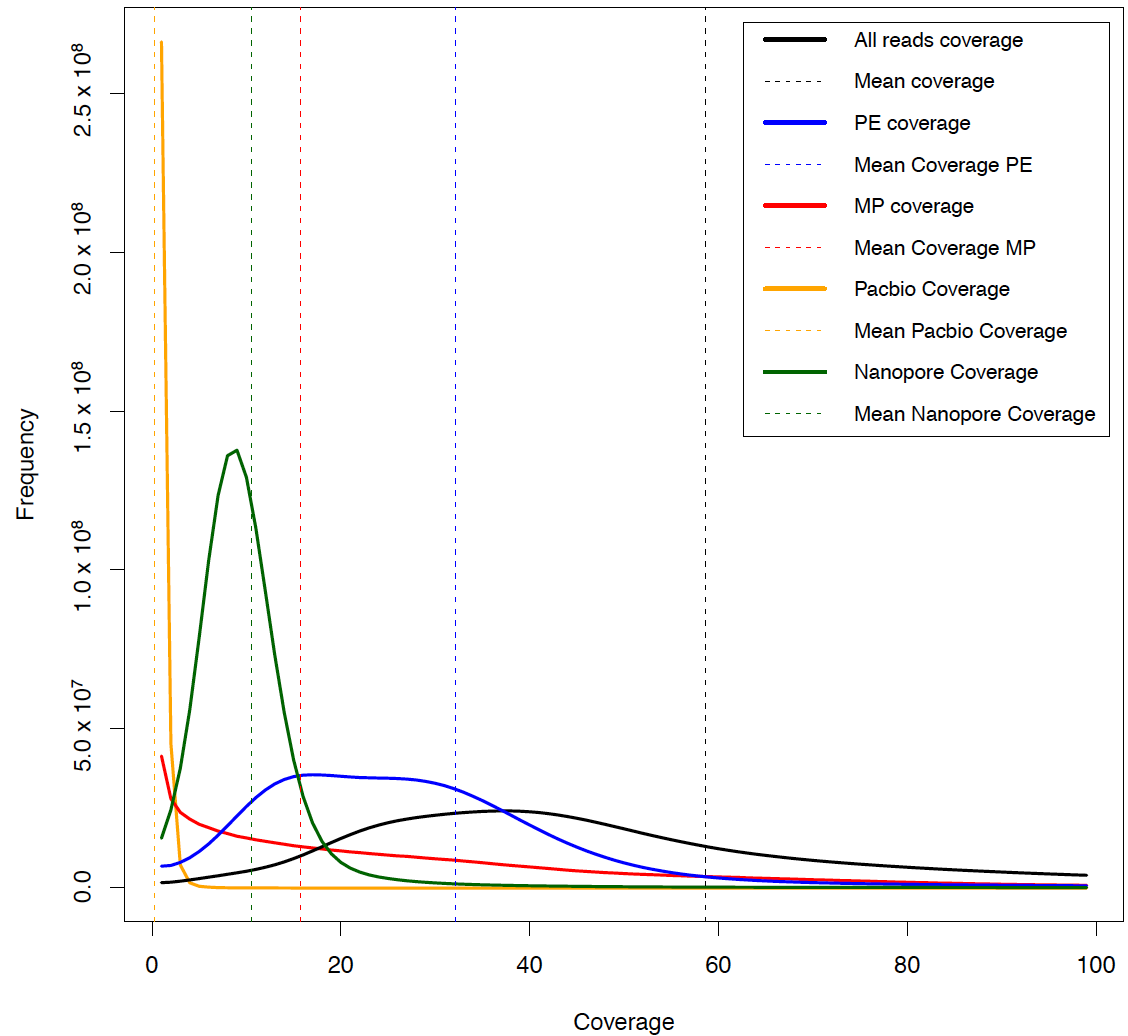 All reads coverage
Mean coverage
PE coverage
Mean Coverage PE
MP coverage
Mean Coverage MP
Pacbio Coverage
Mean Pacbio Coverage
Nanopore Coverage
Mean Nanopore Coverage
Frequency
2.5 x 10⁸
2.0 x 10⁸
1.5 x 10⁸
1.0 x 10⁸
5.0 x 10⁷
0.0
0 20 40 60 80 100
Coverage